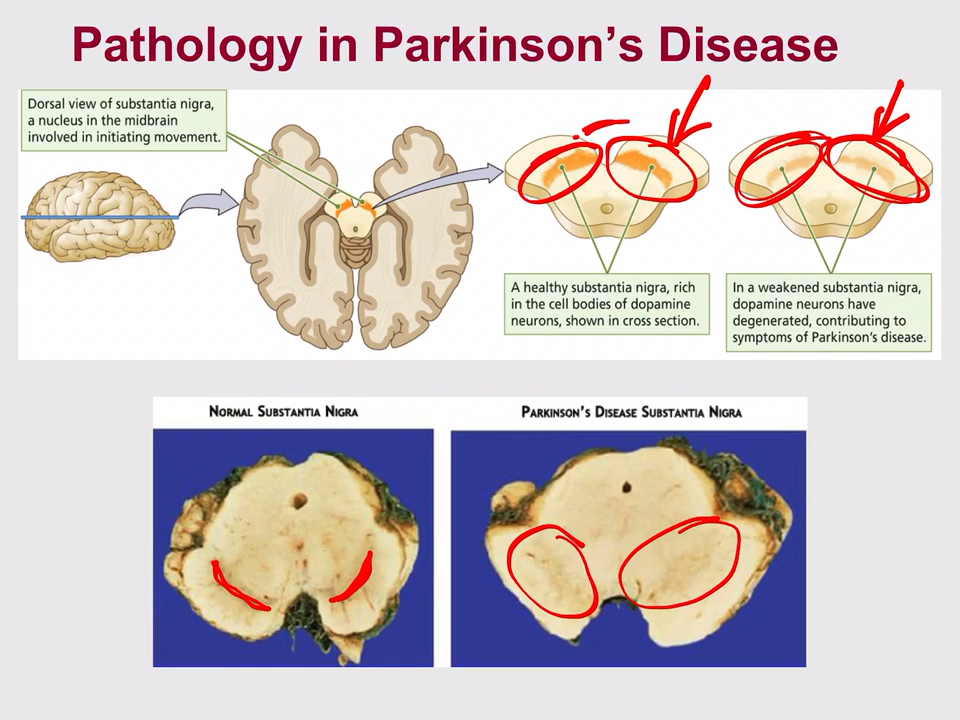 Pathology in Parkinson’s Disease
Dorsal view of substantia nigra,
a nucleus in the midbrain
involved in initiating movement.
A healthy substantia nigra, rich
in the cell bodies of dopamine
neurons, shown in cross section.
In a weakened substantia nigra,
dopamine neurons have
degenerated, contributing to
symptoms of Parkinson’s disease.
Normal Substantia Nigra
Parkinson’s Disease Substantia Nigra